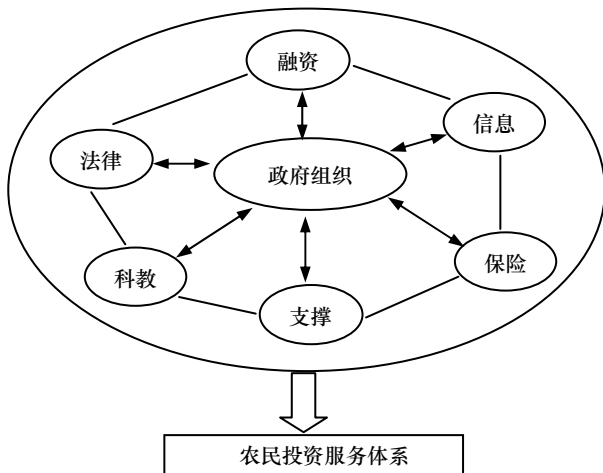 融资
信息
法律
政府组织
科教
保险
支撑
农民投资服务体系